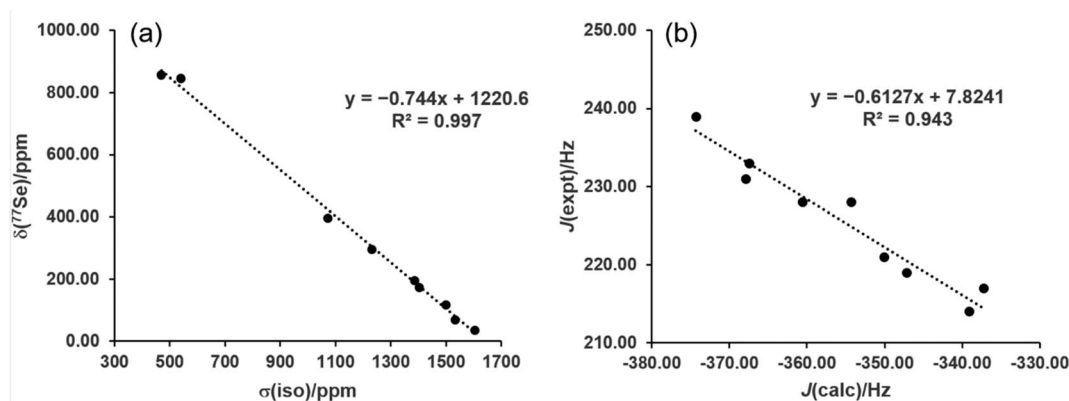 (a)
y = −0.744x + 1220.6
R² = 0.997
δ(⁷⁷Se)/ppm
1000.00
800.00
600.00
400.00
200.00
0.00
300 500 700 900 1100 1300 1500 1700
σ(iso)/ppm
(b)
y = −0.6127x + 7.8241
R² = 0.943
J(expt)/Hz
250.00
240.00
230.00
220.00
210.00
-380.00 -370.00 -360.00 -350.00 -340.00 -330.00
J(calc)/Hz